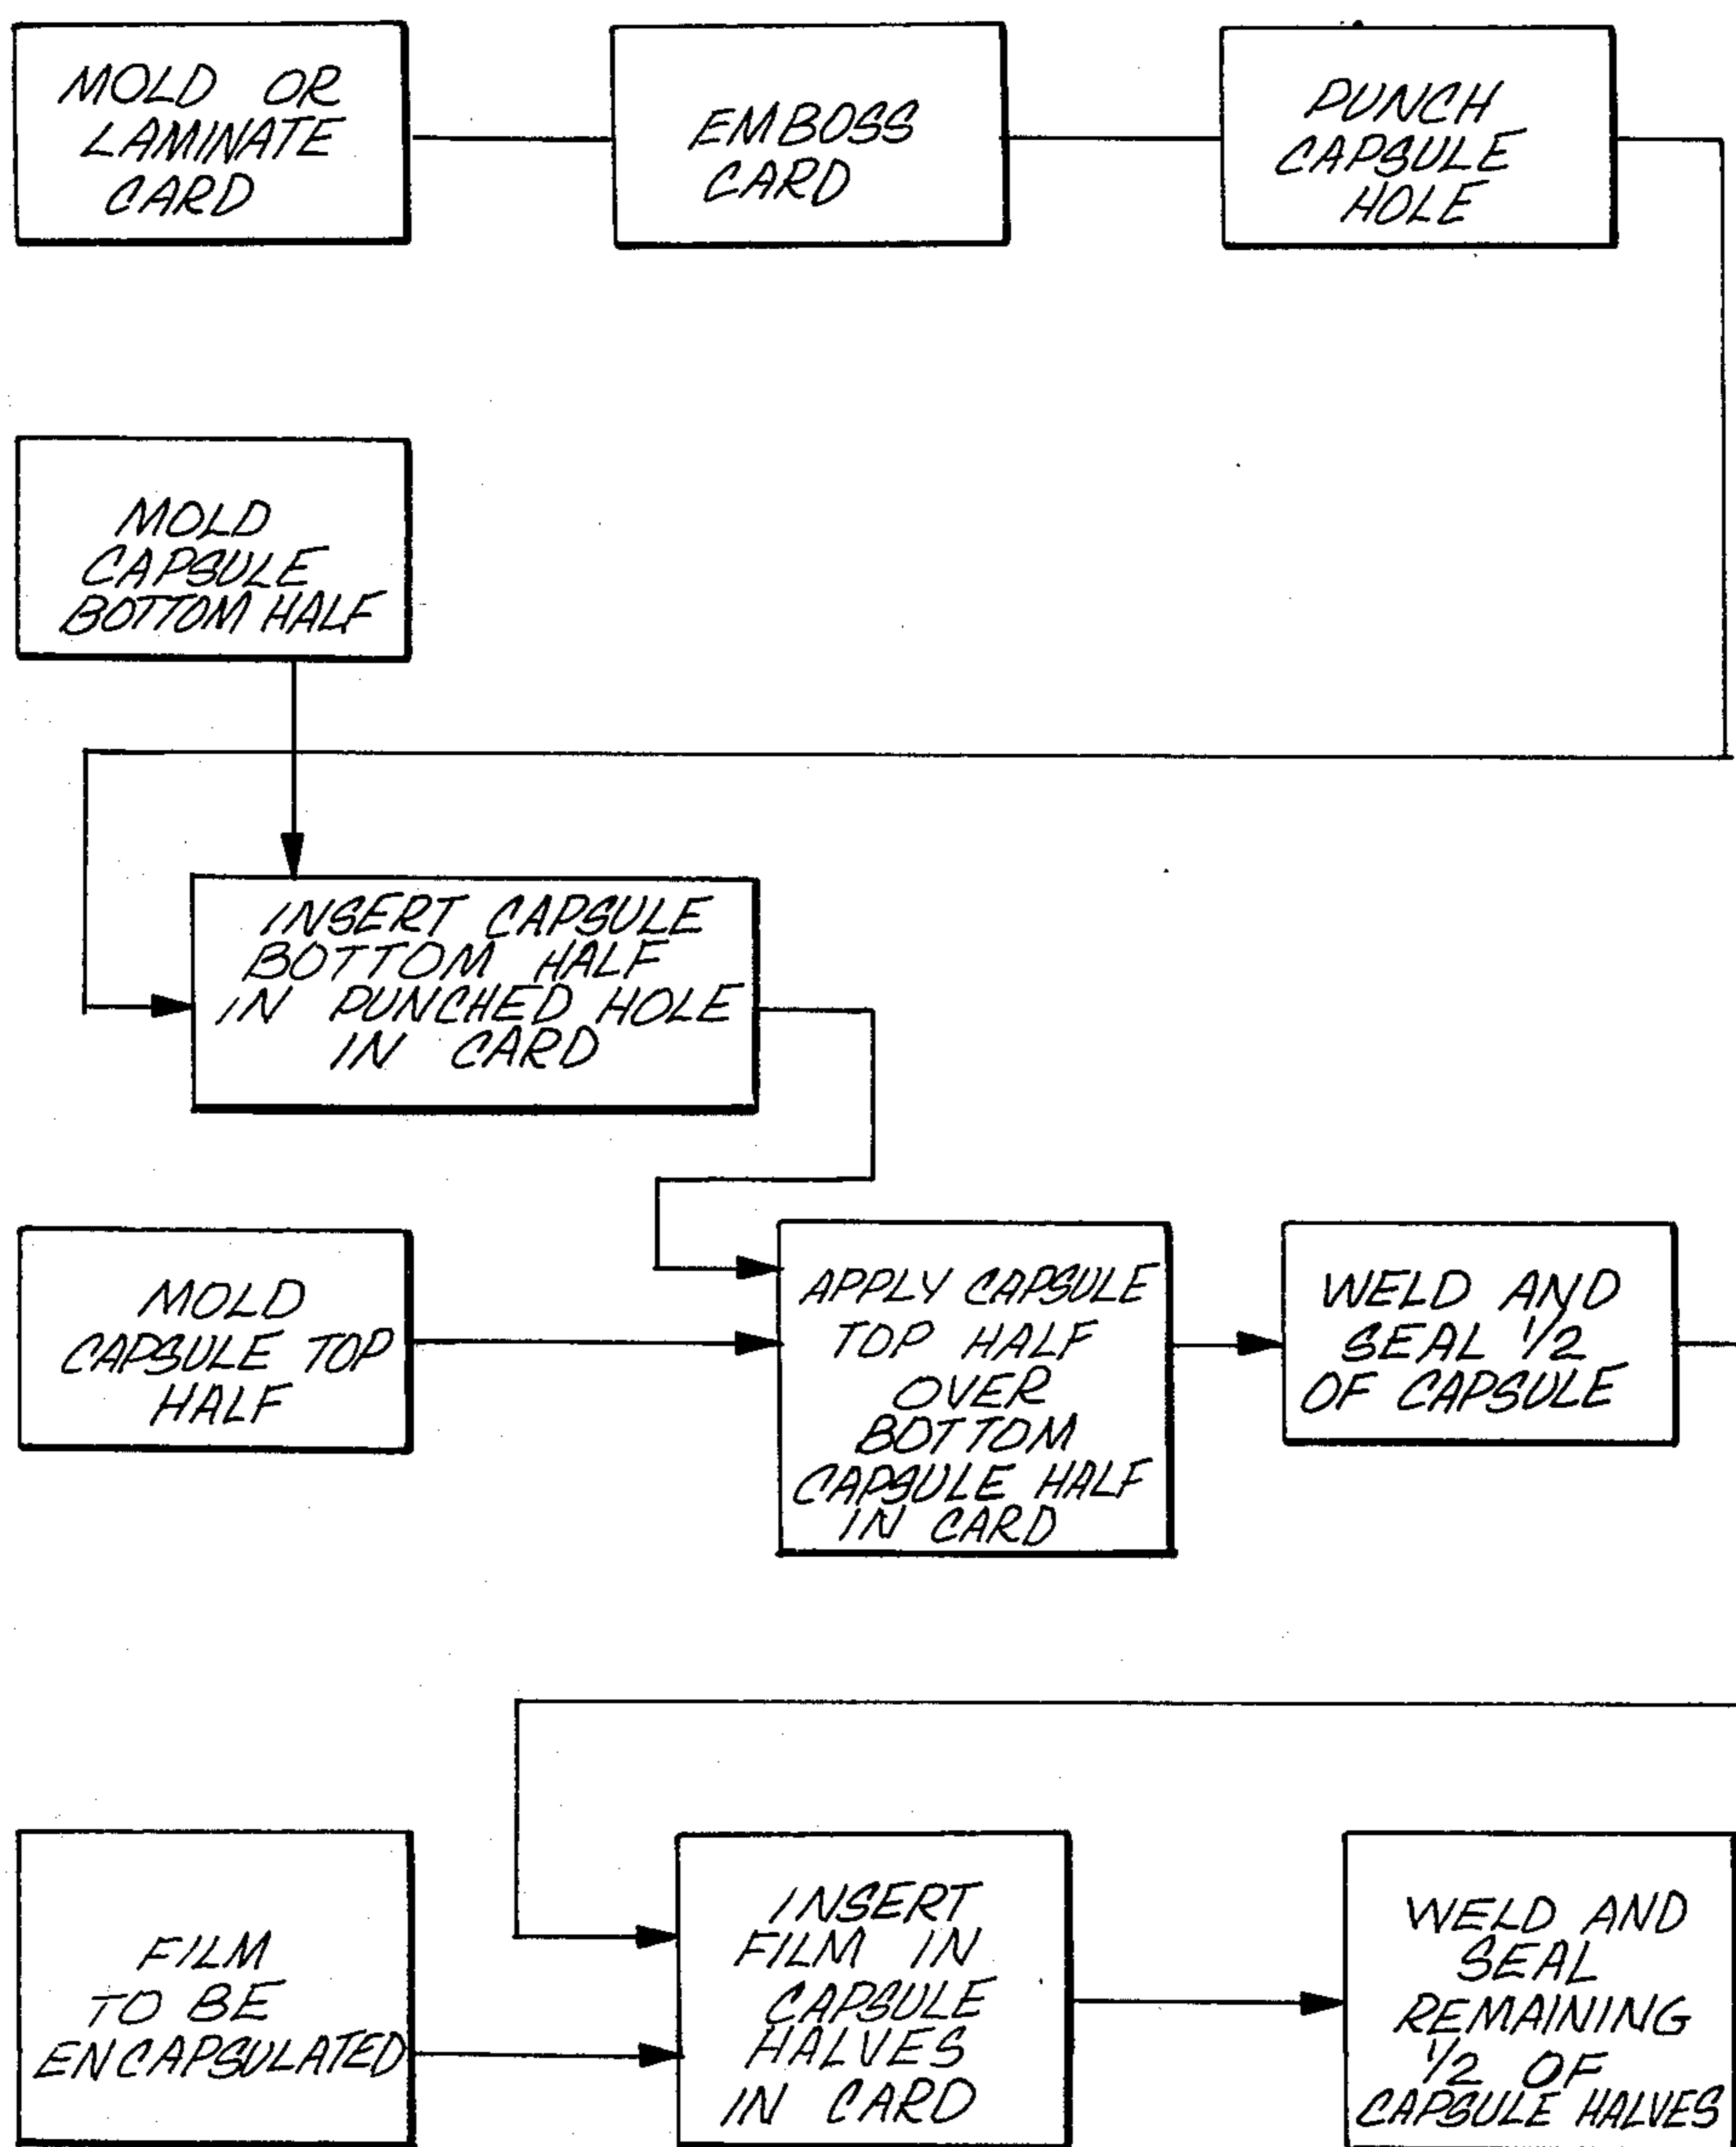 MOLD OR
LAMINATE
CARD
EMBOSS
CARD
PUNCH
CAPSULE
HOLE
MOLD
CAPSULE
BOTTOM HALF
INSERT CAPSULE
BOTTOM HALF
IN PUNCHED HOLE
IN CARD
MOLD
CAPSULE TOP
HALF
APPLY CAPSULE
TOP HALF
OVER
BOTTOM
CAPSULE HALF
IN CARD
WELD AND
SEAL 1/2
OF CAPSULE
FILM
TO BE
ENCAPSULATED
INSERT
FILM IN
CAPSULE
HALVES
IN CARD
WELD AND
SEAL
REMAINING
1/2 OF
CAPSULE HALVES